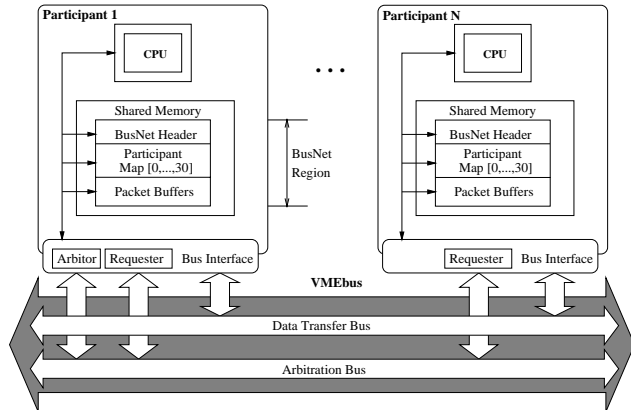 Participant 1
CPU
Shared Memory
BusNet Header
Participant
Map [0,...,30]
Packet Buffers
BusNet
Region
Arbitor
Requester
Bus Interface
...
Participant N
CPU
Shared Memory
BusNet Header
Participant
Map [0,...,30]
Packet Buffers
Requester
Bus Interface
VMEbus
Data Transfer Bus
Arbitration Bus